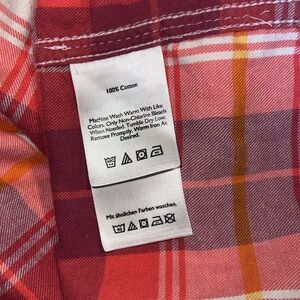 100% Cotton
Machine Wash Warm With Like
Colors. Only Non-Chlorine Bleach
When Needed. Tumble Dry Low.
Remove Promptly. Warm Iron As
Desired.
Mit ähnlichen Farben waschen.